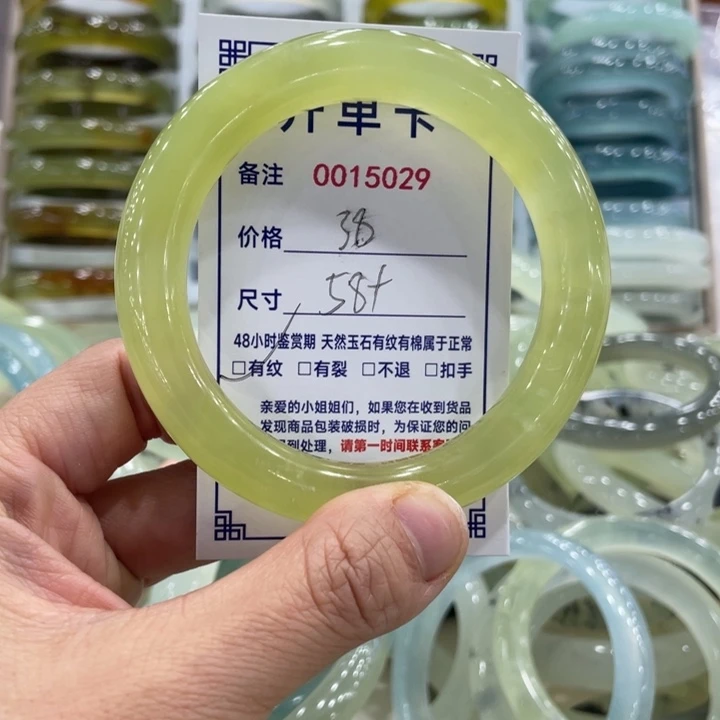 开单卡
备注 0015029
价格 38
尺寸 58+
48小时鉴赏期 天然玉石有纹有棉属于正常
□有纹 □有裂 □不退 □扣手
亲爱的小姐姐们，如果您在收到货品
发现商品包装破损时，为保证您的问
到处理，请第一时间联系客